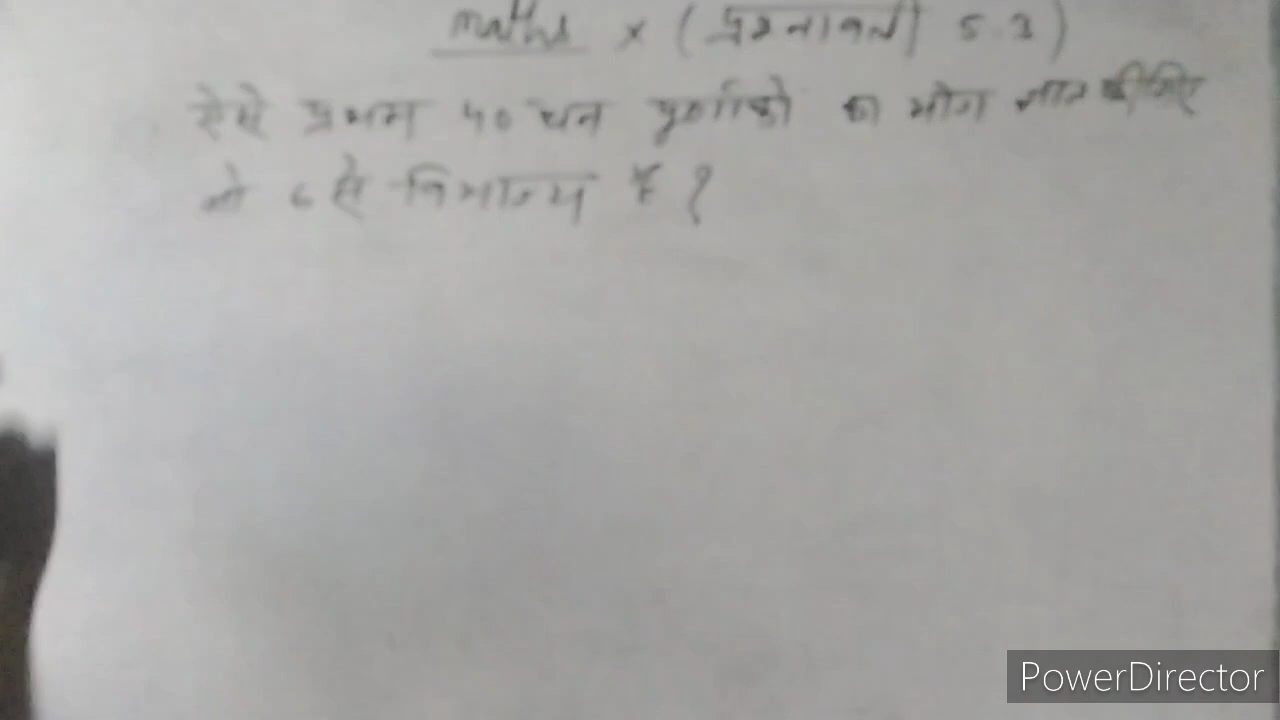 maths X (प्रश्नावली 5.3)
ऐसे प्रथम 40 धन पूर्णांको का योग ज्ञात कीजिए
जो 6 से विभाज्य है ?
PowerDirector